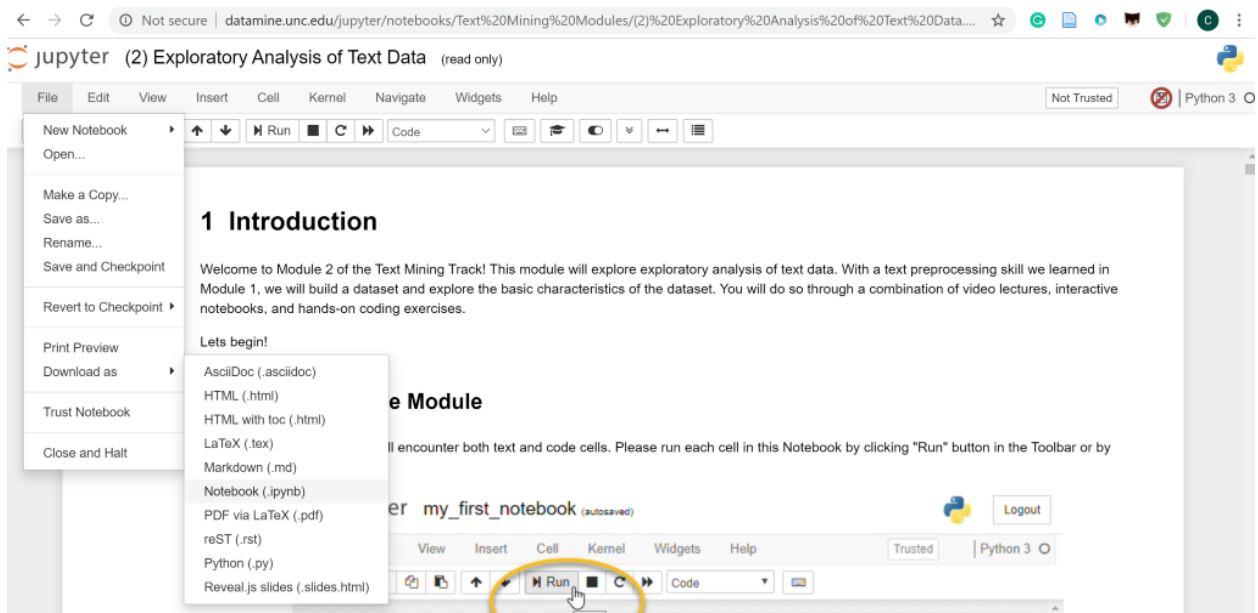 Not secure | datamine.unc.edu/jupyter/notebooks/Text%20Mining%20Modules/(2)%20Exploratory%20Analysis%20of%20Text%20Data....
C
jupyter (2) Exploratory Analysis of Text Data (read only)
File Edit View Insert Cell Kernel Navigate Widgets Help Not Trusted Python 3
New Notebook
Run Code
Open...
Make a Copy...
Save as...
Rename...
Save and Checkpoint
Revert to Checkpoint
Print Preview
Download as
Trust Notebook
Close and Halt
AsciiDoc (.asciidoc)
HTML (.html)
HTML with toc (.html)
LaTeX (.tex)
Markdown (.md)
Notebook (.ipynb)
PDF via LaTeX (.pdf)
reST (.rst)
Python (.py)
Reveal.js slides (.slides.html)
1 Introduction
Welcome to Module 2 of the Text Mining Track! This module will explore exploratory analysis of text data. With a text preprocessing skill we learned in
Module 1, we will build a dataset and explore the basic characteristics of the dataset. You will do so through a combination of video lectures, interactive
notebooks, and hands-on coding exercises.
Lets begin!
e Module
ll encounter both text and code cells. Please run each cell in this Notebook by clicking "Run" button in the Toolbar or by
er my_first_notebook (autosaved) Logout
View Insert Cell Kernel Widgets Help Trusted Python 3
Run Code